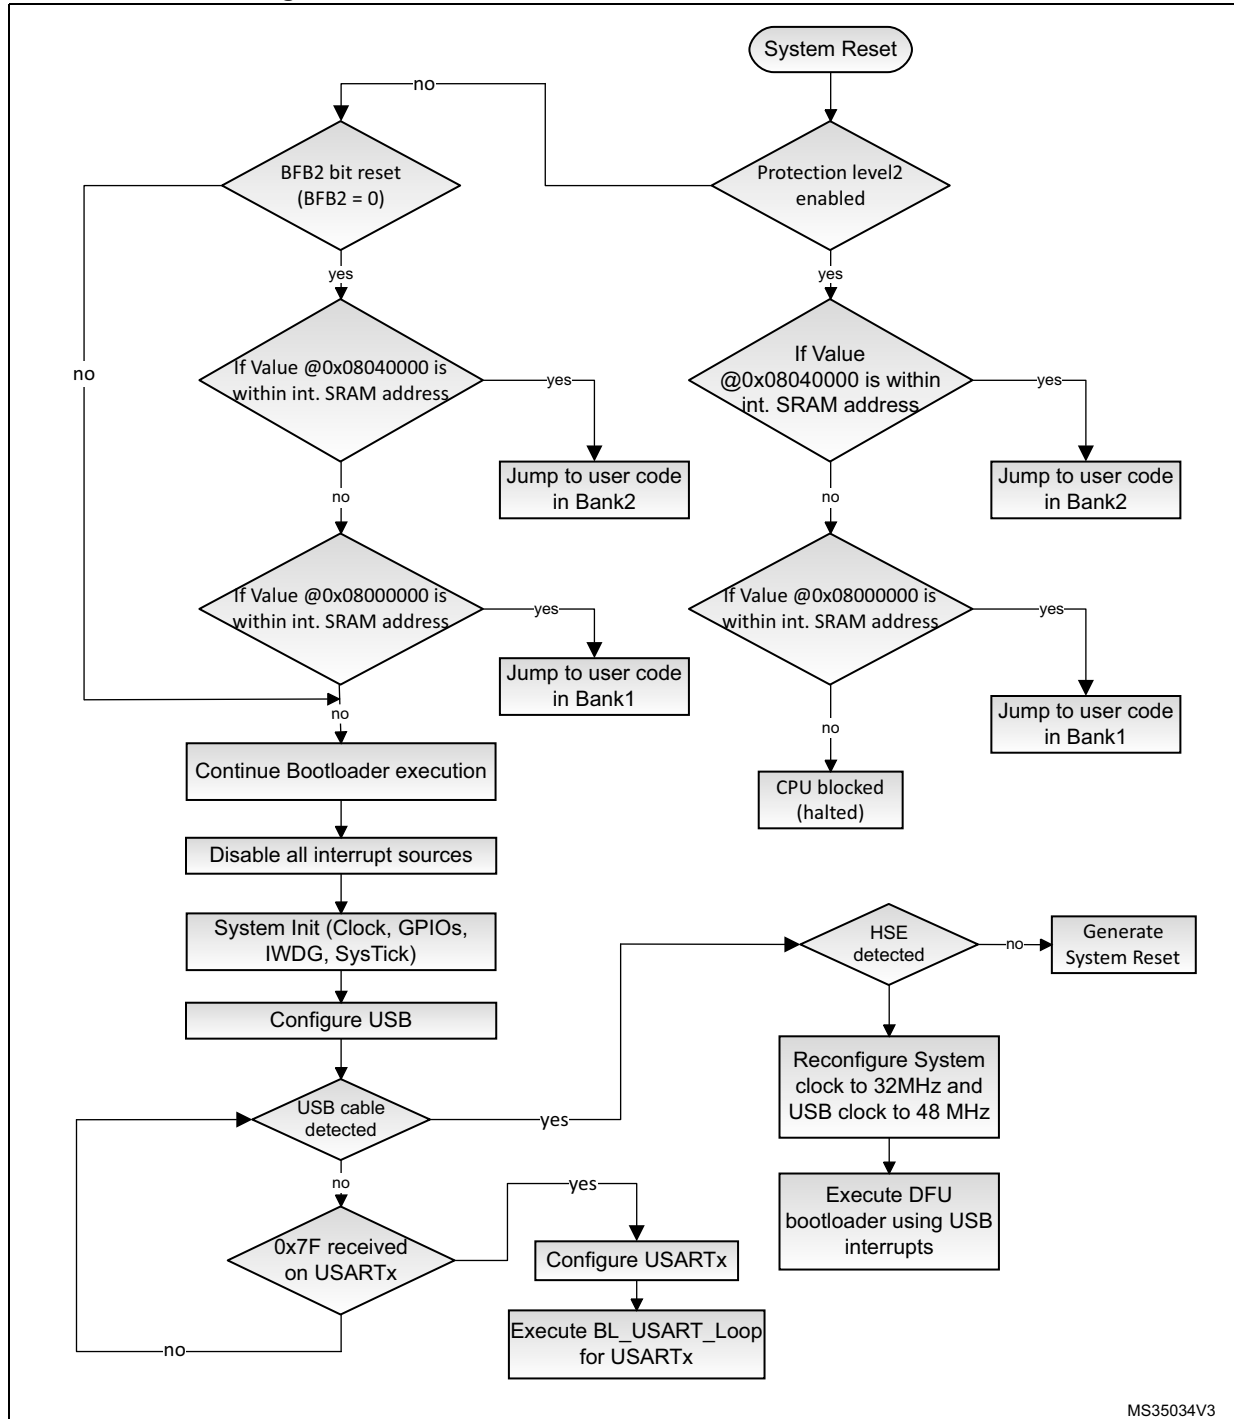 System Reset
no
BFB2 bit reset
(BFB2 = 0)
Protection level2
enabled
yes
yes
no
If Value @0x08040000 is
within int. SRAM address
yes
If Value
@0x08040000 is within
int. SRAM address
yes
Jump to user code
in Bank2
Jump to user code
in Bank2
no
no
If Value @0x08000000 is
within int. SRAM address
yes
If Value @0x08000000 is
within int. SRAM address
yes
Jump to user code
in Bank1
Jump to user code
in Bank1
no
no
Continue Bootloader execution
CPU blocked
(halted)
Disable all interrupt sources
System Init (Clock, GPIOs,
IWDG, SysTick)
HSE
detected
no
Generate
System Reset
Configure USB
Reconfigure System
clock to 32MHz and
USB clock to 48 MHz
USB cable
detected
yes
no
yes
Execute DFU
bootloader using USB
interrupts
0x7F received
on USARTx
Configure USARTx
Execute BL_USART_Loop
for USARTx
no
MS35034V3